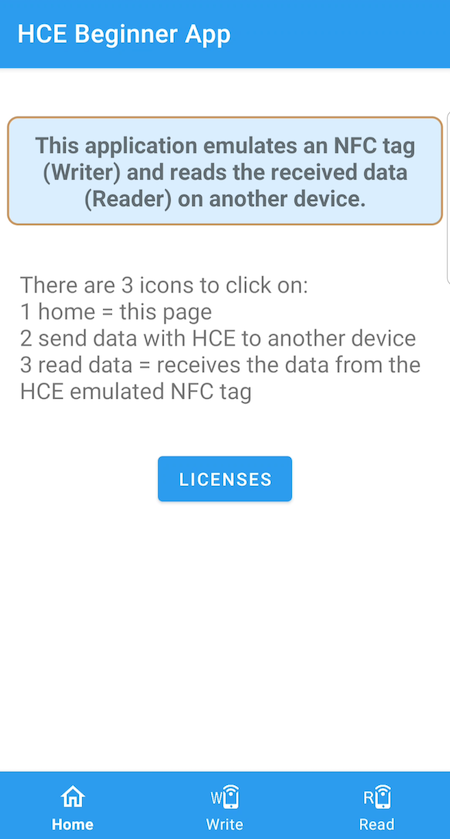 HCE Beginner App
This application emulates an NFC tag
(Writer) and reads the received data
(Reader) on another device.
There are 3 icons to click on:
1 home = this page
2 send data with HCE to another device
3 read data = receives the data from the
HCE emulated NFC tag
LICENSES
W R
Home Write Read